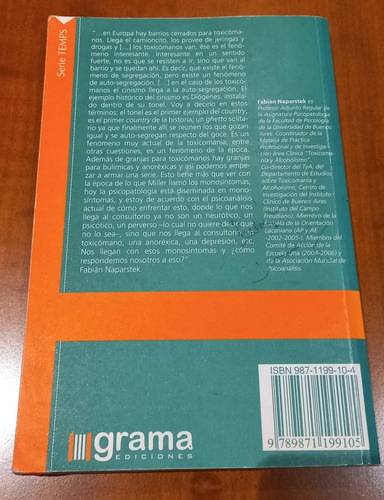 Serie TEMPS
"...en Europa hay barrios cerrados para toxicóma-
nos. Llega el camioncito, los provee de jeringas y
drogas y [...] los toxicómanos van, ése es el fenó-
meno interesante. Interesante en un sentido
fuerte, no es que se resisten a ir, sino que van al
barrio y se quedan ahí. Es decir, que existe el fenó-
meno de segregación, pero existe un fenómeno
de auto-segregación. [...] en el caso de los toxicó-
manos el cinismo llega a la auto-segregación. El
ejemplo histórico del cinismo es Diógenes, instala-
do dentro de su tonel. Voy a decirlo en estos
términos: el tonel es el primer ejemplo del country,
es el primer country de la historia; un ghetto soli-
tario ya que finalmente allí se reúnen los que gozan
igual y se auto-segregan respecto del goce. Es un
fenómeno muy actual de la toxicomanía; entre
otras cuestiones, es un fenómeno de la época.
Además de granjas para toxicómanos hay granjas
para bulímicas y anoréxicas y así podemos empe-
zar a armar una serie. Esto tiene más que ver con
la época de lo que Miller llamó los monosíntomas;
hoy la psicopatología está diseminada en monosín-
tomas, y estoy de acuerdo con el psicoanálisis
actual de cómo enfrentar esto, donde lo que nos
llega al consultorio ya no son un neurótico, un
psicótico, un perverso –lo cual no quiere decir que
no lo sea–, sino que nos llega al consultorio un
toxicómano, una anoréxica, una depresión, etc.
Nos llegan con esos monosíntomas y ¿cómo
respondemos nosotros a eso?".
Fabián Naparstek
Fabián Naparstek es
Profesor Adjunto Regular de
la Asignatura Psicopatología
de la Facultad de Psicología
de la Universidad de Buenos
Aires. Coordinador de la
Materia de Práctica
Profesional y de Investiga-
ción Área Clínica "Toxicoma-
nía y Alcoholismo".
Co-director del TyA, del
Departamento de Estudios
sobre Toxicomanía y
Alcoholismo, Centro de
Investigación del Instituto
Clínico de Buenos Aires
(Instituto del Campo
Freudiano). Miembro de la
Escuela de la Orientación
Lacaniana (AP y AE
-2002-2005-). Miembro del
Comité de Acción de la
Escuela Una (2004-2006) y
de la Asociación Mundial de
Psicoanálisis.
ISBN 987-1199-10-4
9 789871 199105
grama
EDICIONES